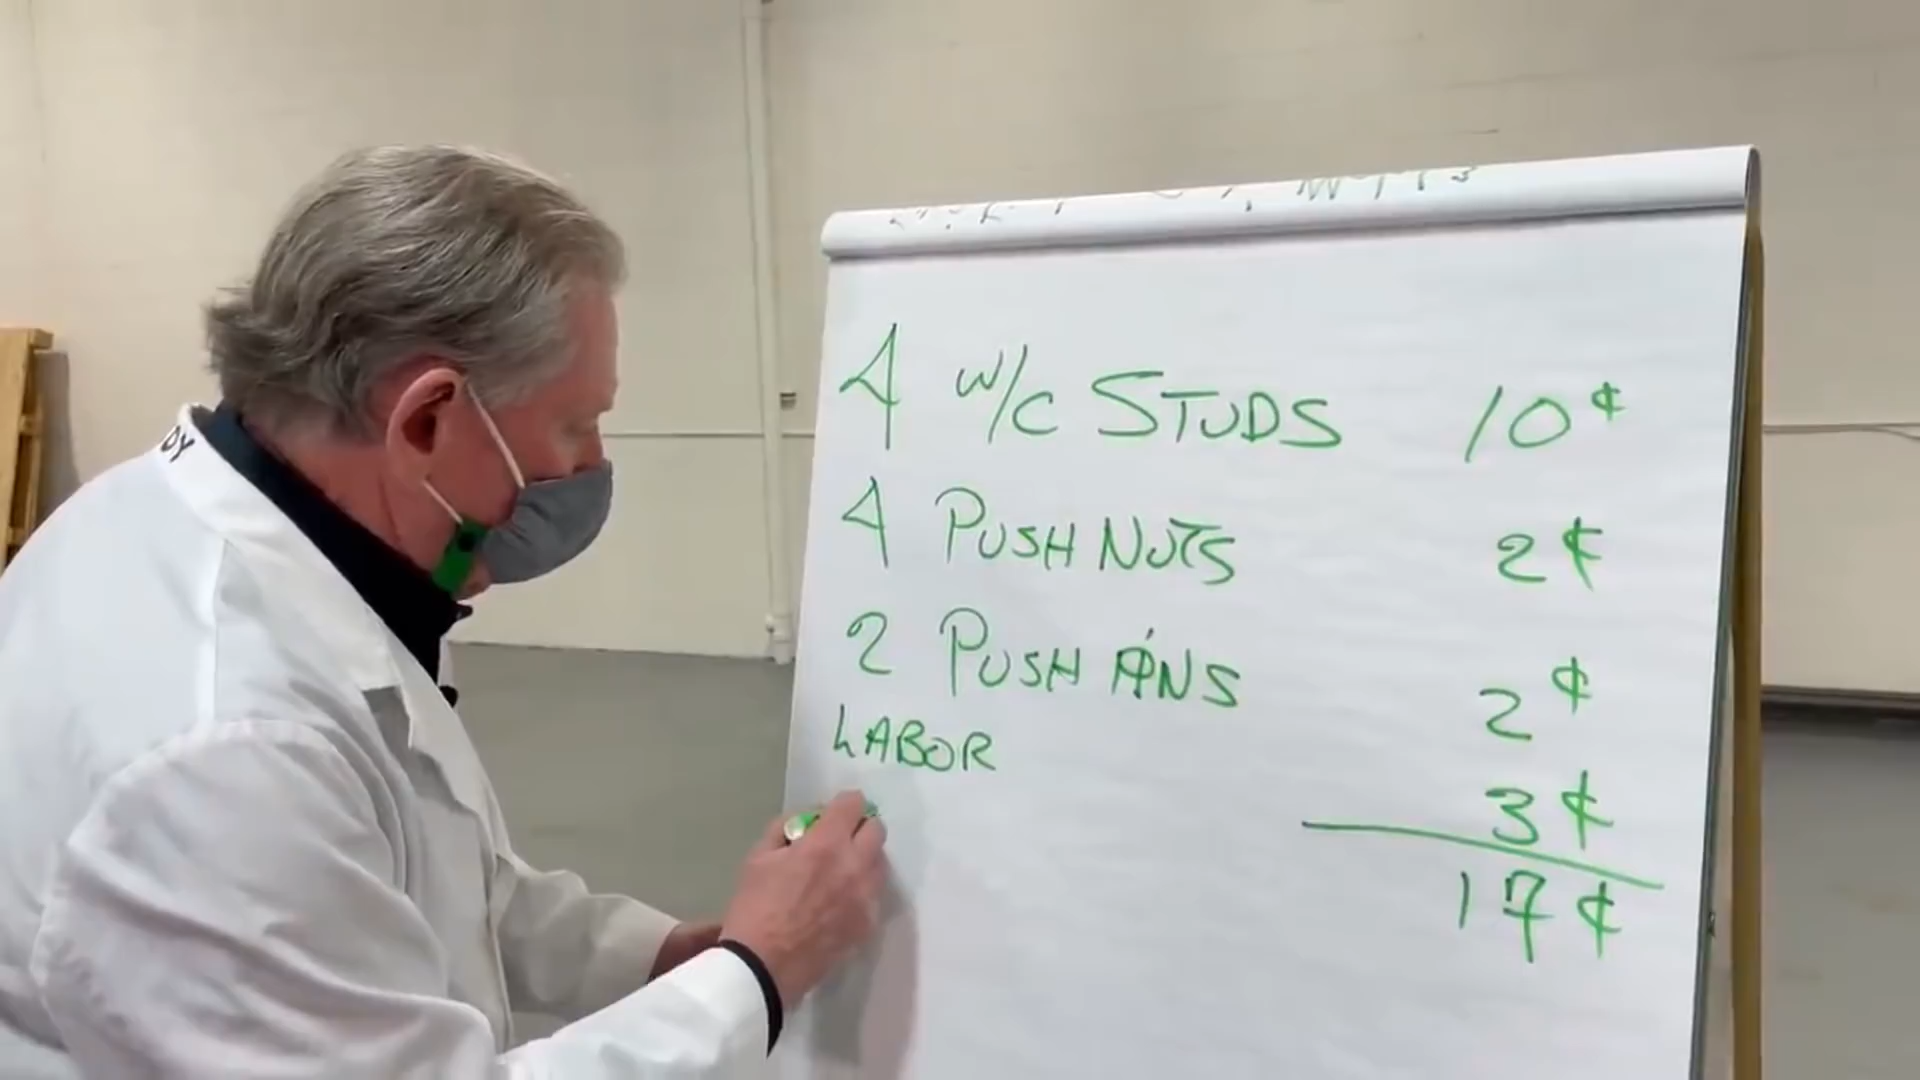 4 W/C STUDS 10¢
4 PUSH NUTS 2¢
2 PUSH PINS 2¢
LABOR 3¢
17¢